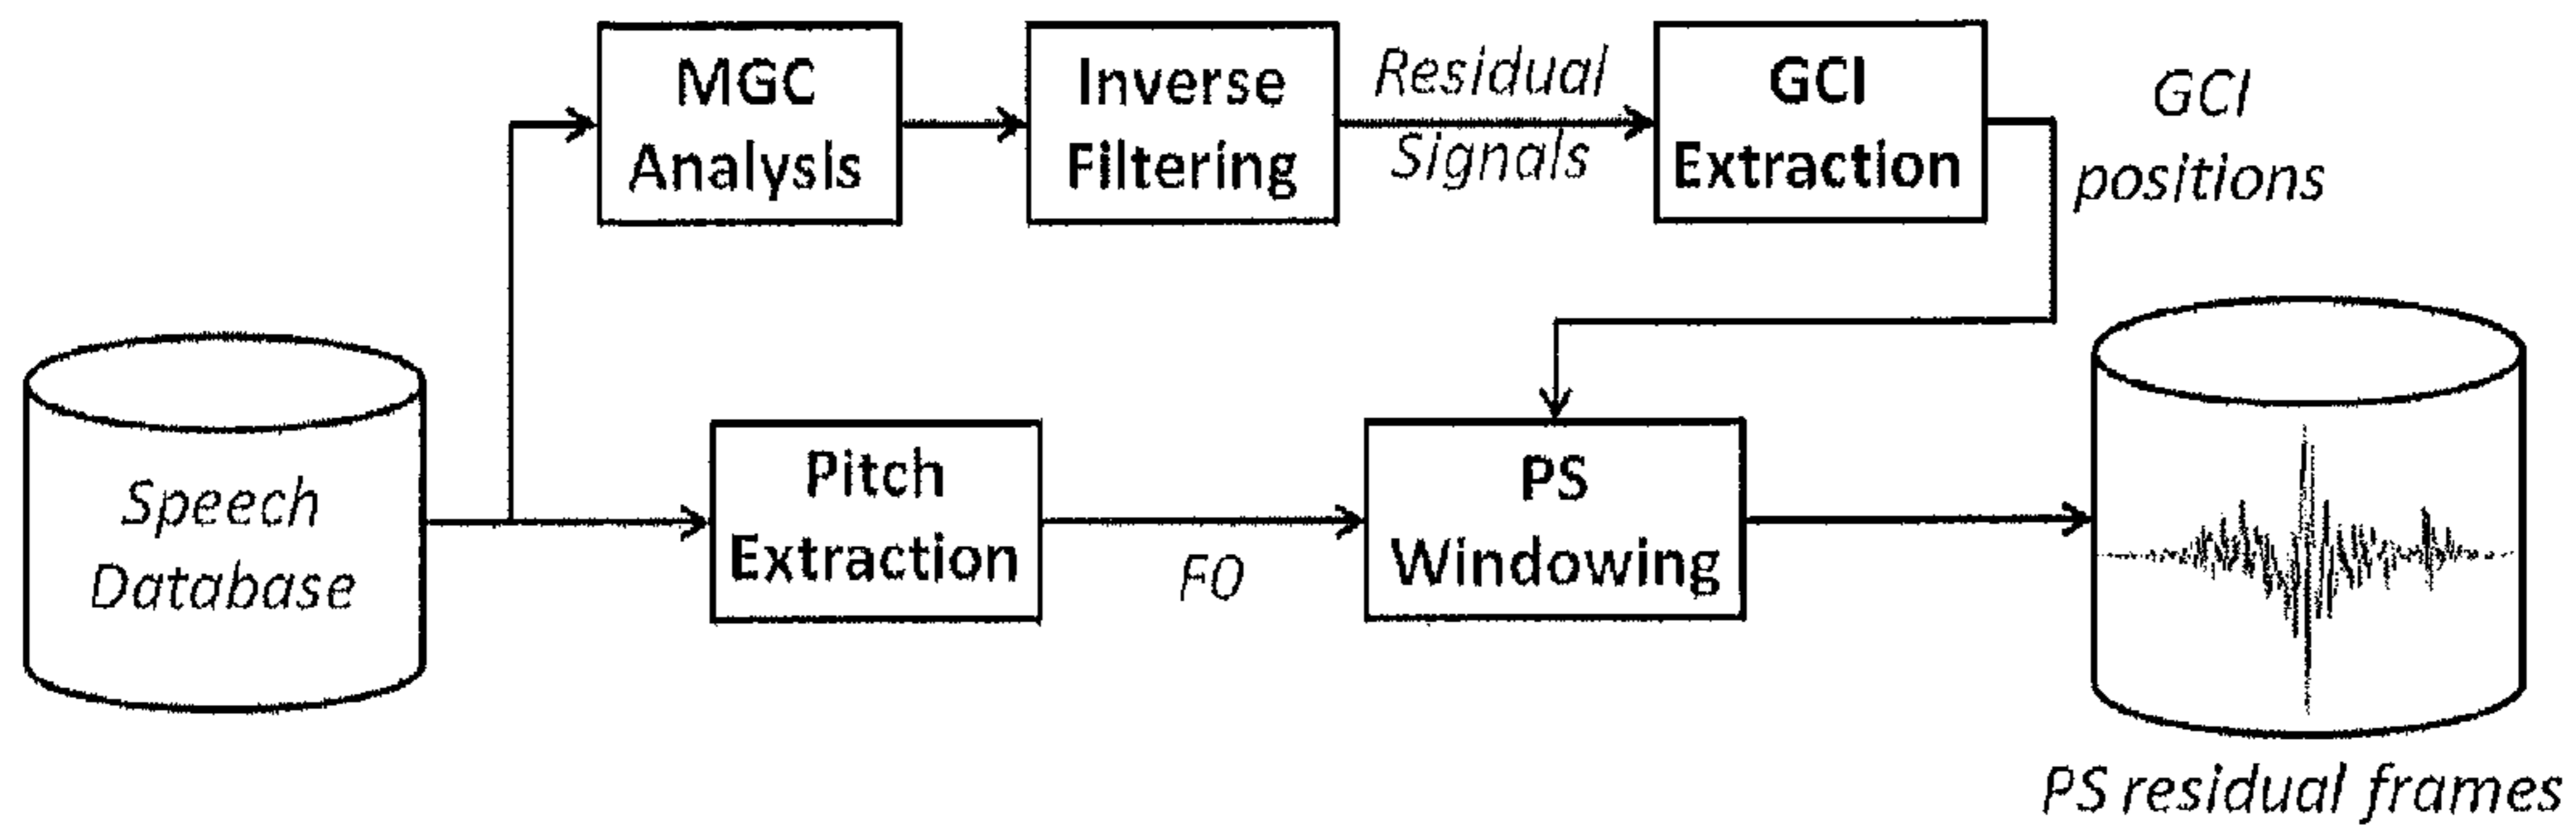 MGC
Analysis
Inverse
Filtering
Residual
Signals
GCI
Extraction
GCI
positions
Speech
Database
Pitch
Extraction
F0
PS
Windowing
PS residual frames